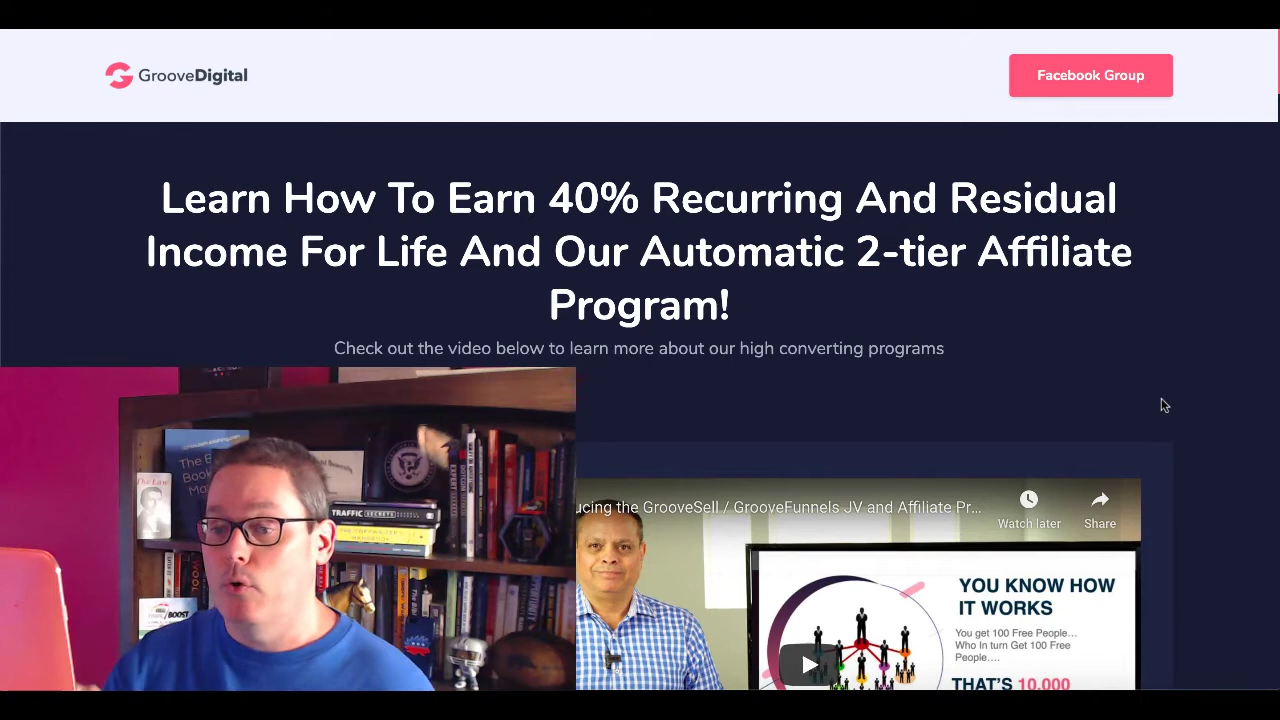 GrooveDigital
Facebook Group
Learn How To Earn 40% Recurring And Residual
Income For Life And Our Automatic 2-tier Affiliate
Program!
Check out the video below to learn more about our high converting programs
ucing the GrooveSell / GrooveFunnels JV and Affiliate Pr...
Watch later
Share
YOU KNOW HOW
IT WORKS
You get 100 Free People...
Who In turn Get 100 Free
People....
THAT'S 10,000
The Law
TRAFFIC SECRETS
BOOST